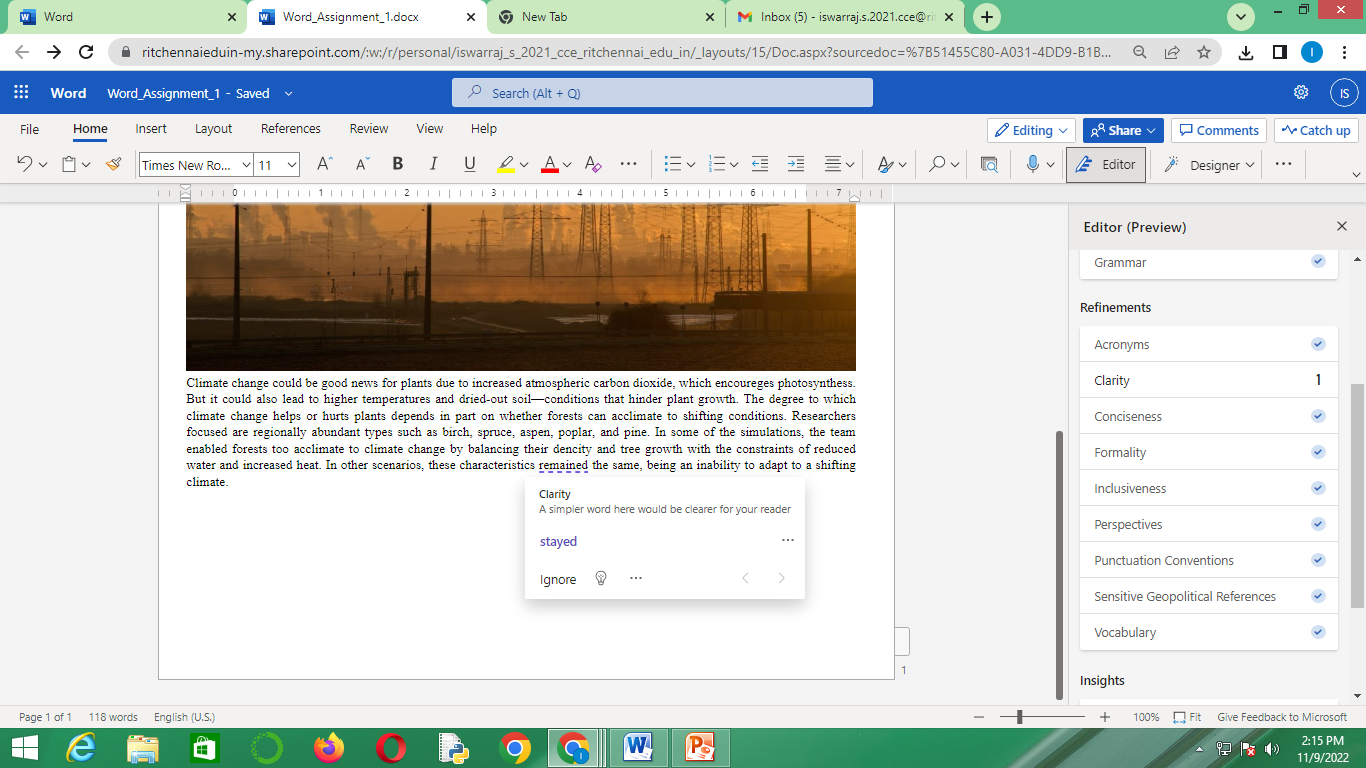 Word
Word_Assignment_1.docx
New Tab
Inbox (5) - iswarraj.s.2021.cce@ri
ritchennaieduin-my.sharepoint.com/:w:/r/personal/iswarraj_s_2021_cce_ritchennai_edu_in/_layouts/15/Doc.aspx?sourcedoc=%7B51455C80-A031-4DD9-B1B...
I
Word
Word_Assignment_1 - Saved
Search (Alt + Q)
IS
File
Home
Insert
Layout
References
Review
View
Help
Editing
Share
Comments
Catch up
Times New Ro...
11
A
A
B
I
U
A
A
Editor
Designer
0 1 2 3 4 5 6 7
Editor (Preview)
Grammar
Refinements
Acronyms
Clarity 1
Conciseness
Formality
Inclusiveness
Perspectives
Punctuation Conventions
Sensitive Geopolitical References
Vocabulary
Insights
Climate change could be good news for plants due to increased atmospheric carbon dioxide, which encoureges photosynthess.
But it could also lead to higher temperatures and dried-out soil—conditions that hinder plant growth. The degree to which
climate change helps or hurts plants depends in part on whether forests can acclimate to shifting conditions. Researchers
focused are regionally abundant types such as birch, spruce, aspen, poplar, and pine. In some of the simulations, the team
enabled forests too acclimate to climate change by balancing their dencity and tree growth with the constraints of reduced
water and increased heat. In other scenarios, these characteristics remained the same, being an inability to adapt to a shifting
climate.
Clarity
A simpler word here would be clearer for your reader
stayed
Ignore
1
Page 1 of 1
118 words
English (U.S.)
100%
Fit
Give Feedback to Microsoft
2:15 PM
11/9/2022